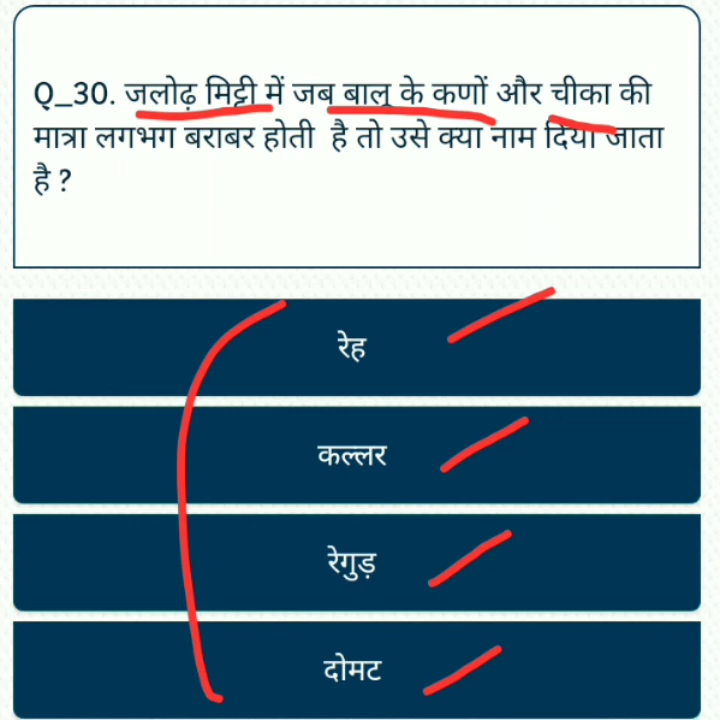 Q_30. जलोढ़ मिट्टी में जब बालू के कणों और चीका की
मात्रा लगभग बराबर होती है तो उसे क्या नाम दिया जाता
है ?
रेह
कल्लर
रेगुड़
दोमट